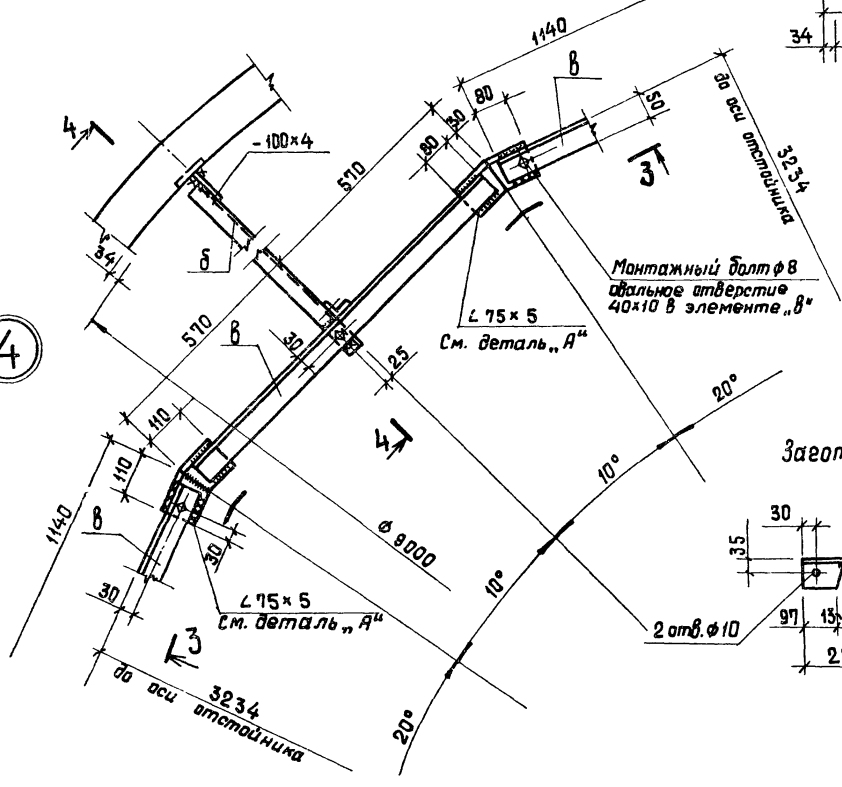 1140
в
34
4
-100×4
80
50
80
50
до оси отстойника
3234
3
570
34
б
Монтажный болт ф8
овальное отверстие
40×10 в элементе „в"
∠75×5
См. деталь „А"
570
в
30
25
4
4
110
110
20°
10°
Загот
30
35
1140
в
30
ф 9000
10°
30
∠75×5
См. деталь „А"
2 отв. ф10
97
13
3
3234
до оси отстойника
20°